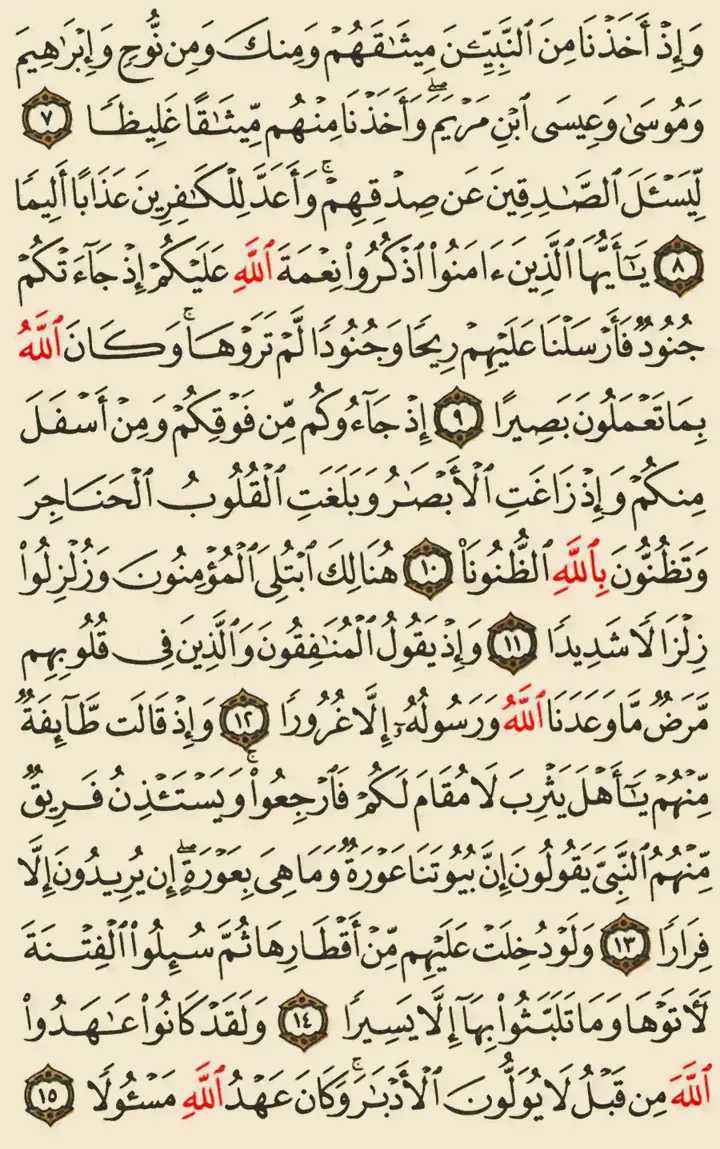 وَإِذْ أَخَذْنَا مِنَ ٱلنَّبِيِّـۧنَ مِيثَـٰقَهُمْ وَمِنكَ وَمِن نُّوحٍ وَإِبْرَٰهِيمَ
وَمُوسَىٰ وَعِيسَى ٱبْنِ مَرْيَمَ ۖ وَأَخَذْنَا مِنْهُم مِّيثَـٰقًا غَلِيظًا ٧
لِّيَسْـَٔلَ ٱلصَّـٰدِقِينَ عَن صِدْقِهِمْ ۚ وَأَعَدَّ لِلْكَـٰفِرِينَ عَذَابًا أَلِيمًا
٨ يَـٰٓأَيُّهَا ٱلَّذِينَ ءَامَنُوا۟ ٱذْكُرُوا۟ نِعْمَةَ ٱللَّهِ عَلَيْكُمْ إِذْ جَآءَتْكُمْ
جُنُودٌ فَأَرْسَلْنَا عَلَيْهِمْ رِيحًا وَجُنُودًا لَّمْ تَرَوْهَا ۚ وَكَانَ ٱللَّهُ
بِمَا تَعْمَلُونَ بَصِيرًا ٩ إِذْ جَآءُوكُم مِّن فَوْقِكُمْ وَمِنْ أَسْفَلَ
مِنكُمْ وَإِذْ زَاغَتِ ٱلْأَبْصَـٰرُ وَبَلَغَتِ ٱلْقُلُوبُ ٱلْحَنَاجِرَ
وَتَظُنُّونَ بِٱللَّهِ ٱلظُّنُونَا۠ ١٠ هُنَالِكَ ٱبْتُلِىَ ٱلْمُؤْمِنُونَ وَزُلْزِلُوا۟
زِلْزَالًا شَدِيدًا ١١ وَإِذْ يَقُولُ ٱلْمُنَـٰفِقُونَ وَٱلَّذِينَ فِى قُلُوبِهِم
مَّرَضٌ مَّا وَعَدَنَا ٱللَّهُ وَرَسُولُهُۥٓ إِلَّا غُرُورًا ١٢ وَإِذْ قَالَت طَّآئِفَةٌ
مِّنْهُمْ يَـٰٓأَهْلَ يَثْرِبَ لَا مُقَامَ لَكُمْ فَٱرْجِعُوا۟ ۚ وَيَسْتَـْٔذِنُ فَرِيقٌ
مِّنْهُمُ ٱلنَّبِىَّ يَقُولُونَ إِنَّ بُيُوتَنَا عَوْرَةٌ وَمَا هِىَ بِعَوْرَةٍ ۖ إِن يُرِيدُونَ إِلَّا
فِرَارًا ١٣ وَلَوْ دُخِلَتْ عَلَيْهِم مِّنْ أَقْطَارِهَا ثُمَّ سُئِلُوا۟ ٱلْفِتْنَةَ
لَـَٔاتَوْهَا وَمَا تَلَبَّثُوا۟ بِهَآ إِلَّا يَسِيرًا ١٤ وَلَقَدْ كَانُوا۟ عَـٰهَدُوا۟
ٱللَّهَ مِن قَبْلُ لَا يُوَلُّونَ ٱلْأَدْبَـٰرَ ۚ وَكَانَ عَهْدُ ٱللَّهِ مَسْـُٔولًا ١٥